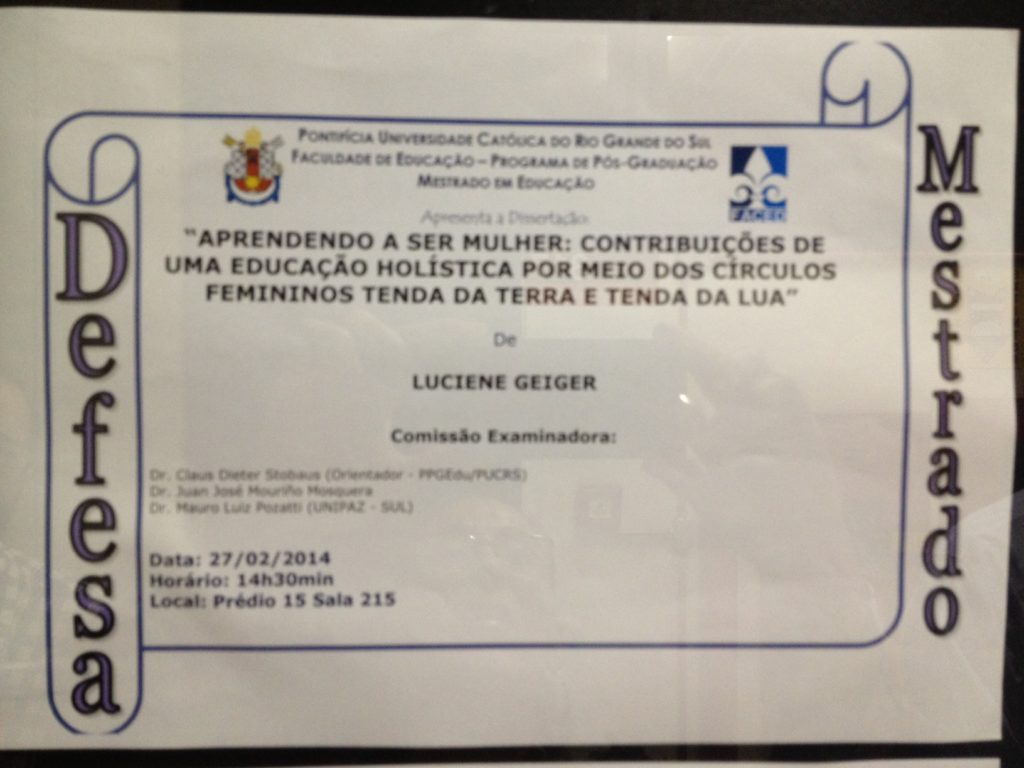 Defesa
Mestrado
PONTIFÍCIA UNIVERSIDADE CATÓLICA DO RIO GRANDE DO SUL
FACULDADE DE EDUCAÇÃO – PROGRAMA DE PÓS-GRADUAÇÃO
MESTRADO EM EDUCAÇÃO
FACED
Apresenta a Dissertação:
“APRENDENDO A SER MULHER: CONTRIBUIÇÕES DE
UMA EDUCAÇÃO HOLÍSTICA POR MEIO DOS CÍRCULOS
FEMININOS TENDA DA TERRA E TENDA DA LUA”
De
LUCIENE GEIGER
Comissão Examinadora:
Dr. Claus Dieter Stobaus (Orientador - PPGEdu/PUCRS)
Dr. Juan José Mouriño Mosquera
Dr. Mauro Luiz Pozatti (UNIPAZ - SUL)
Data: 27/02/2014
Horário: 14h30min
Local: Prédio 15 Sala 215